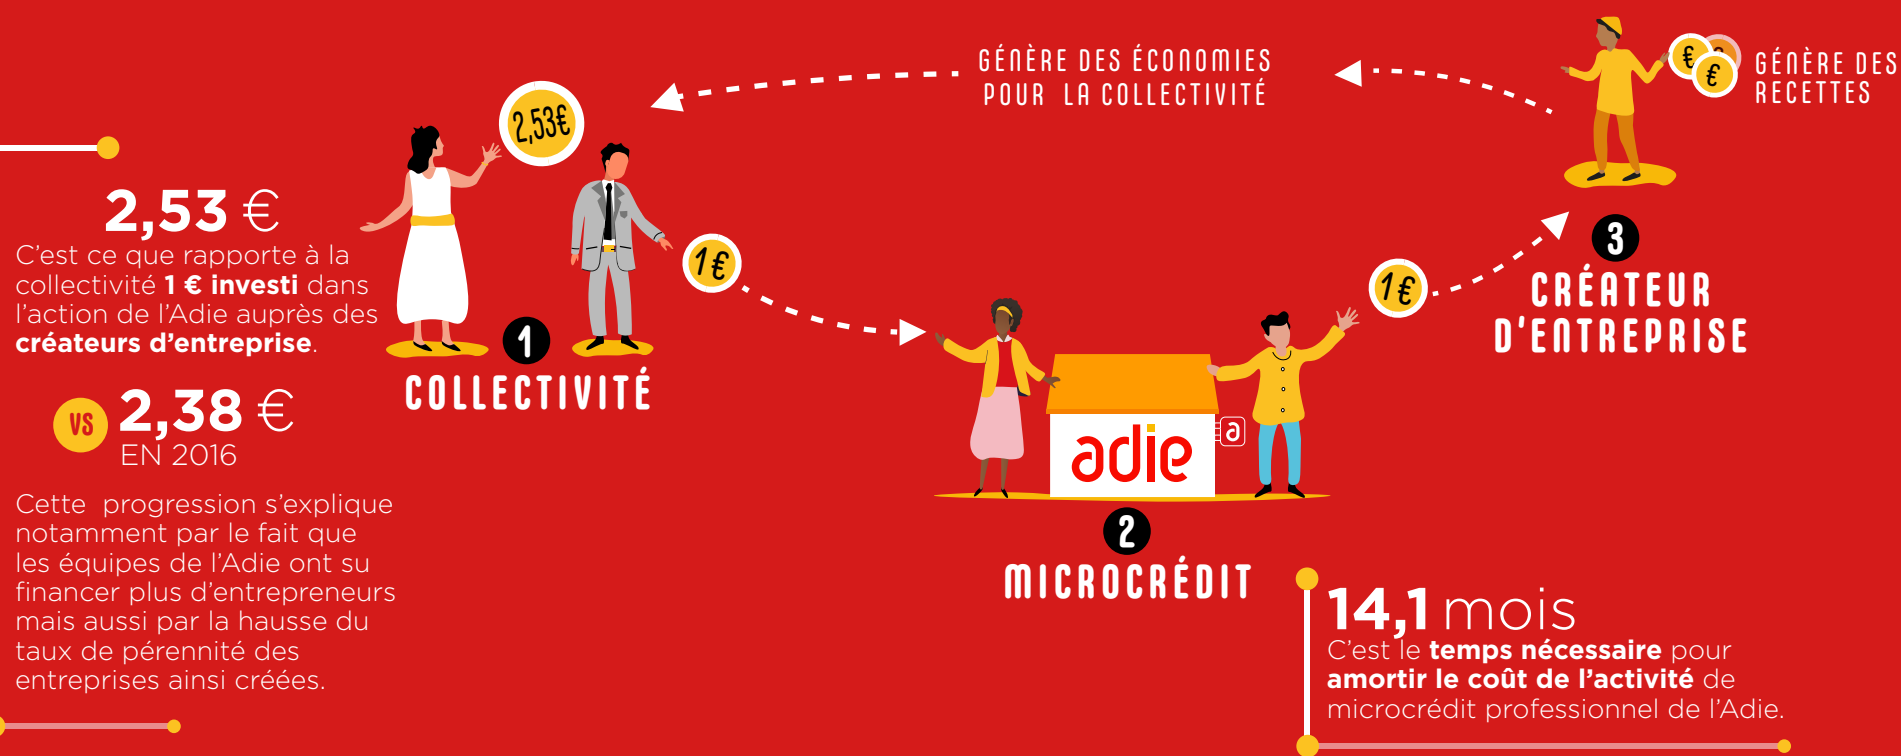 GÉNÈRE DES ÉCONOMIES
POUR LA COLLECTIVITÉ
€
€
GÉNÈRE DES
RECETTES
2,53€
2,53 €
C'est ce que rapporte à la
collectivité 1 € investi dans
l'action de l'Adie auprès des
créateurs d'entreprise.
VS
2,38 €
EN 2016
Cette progression s'explique
notamment par le fait que
les équipes de l'Adie ont su
financer plus d'entrepreneurs
mais aussi par la hausse du
taux de pérennité des
entreprises ainsi créées.
1
COLLECTIVITÉ
1€
adie
a
2
MICROCRÉDIT
1€
3
CRÉATEUR
D'ENTREPRISE
14,1 mois
C'est le temps nécessaire pour
amortir le coût de l'activité de
microcrédit professionnel de l'Adie.